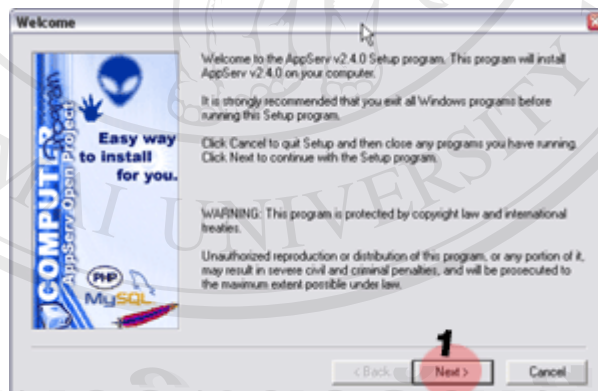 Welcome
Welcome to the AppServ v2.4.0 Setup program. This program will install
AppServ v2.4.0 on your computer.
It is strongly recommended that you exit all Windows programs before
running this Setup program.
Click Cancel to quit Setup and then close any programs you have running.
Click Next to continue with the Setup program.
WARNING: This program is protected by copyright law and international
treaties.
Unauthorized reproduction or distribution of this program, or any portion of it,
may result in severe civil and criminal penalties, and will be prosecuted to
the maximum extent possible under law.
Easy way
to install
for you.
COMPUTER
AppServ Open Project
PHP
MySQL
1
< Back
Next >
Cancel